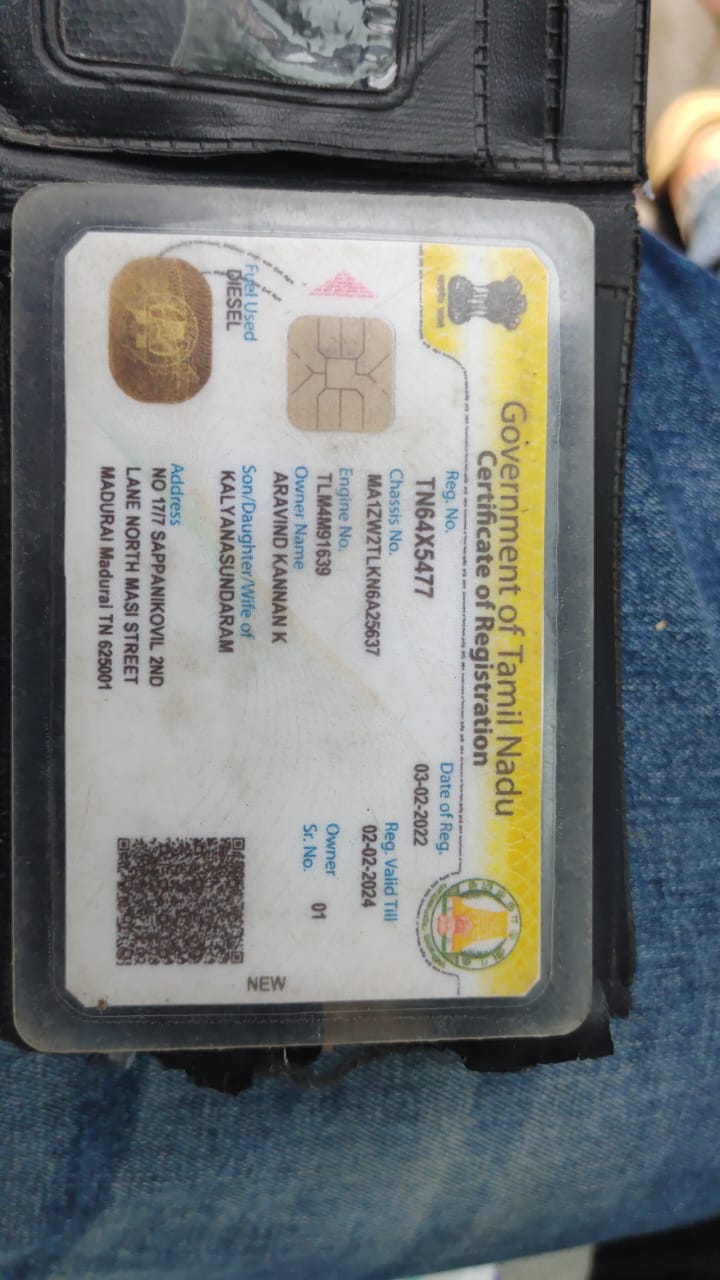 Government of Tamil Nadu
Certificate of Registration
Reg. No.
TN64X5477
Date of Reg.
03-02-2022
Chassis No.
MA1ZW2TLKN6A25637
Reg. Valid Till
02-02-2024
Engine No.
TLM4M91639
Owner
Sr. No. 01
Owner Name
ARAVIND KANNAN K
Fuel Used
DIESEL
Son/Daughter/Wife of
KALYANASUNDARAM
Address
NO 17/7 SAPPANIKOVIL 2ND
LANE NORTH MASI STREET
MADURAI Madurai TN 625001
NEW